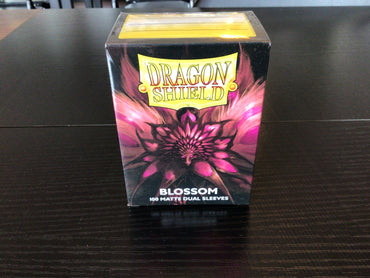 DRAGON
SHIELD
BLOSSOM
100 MATTE DUAL SLEEVES